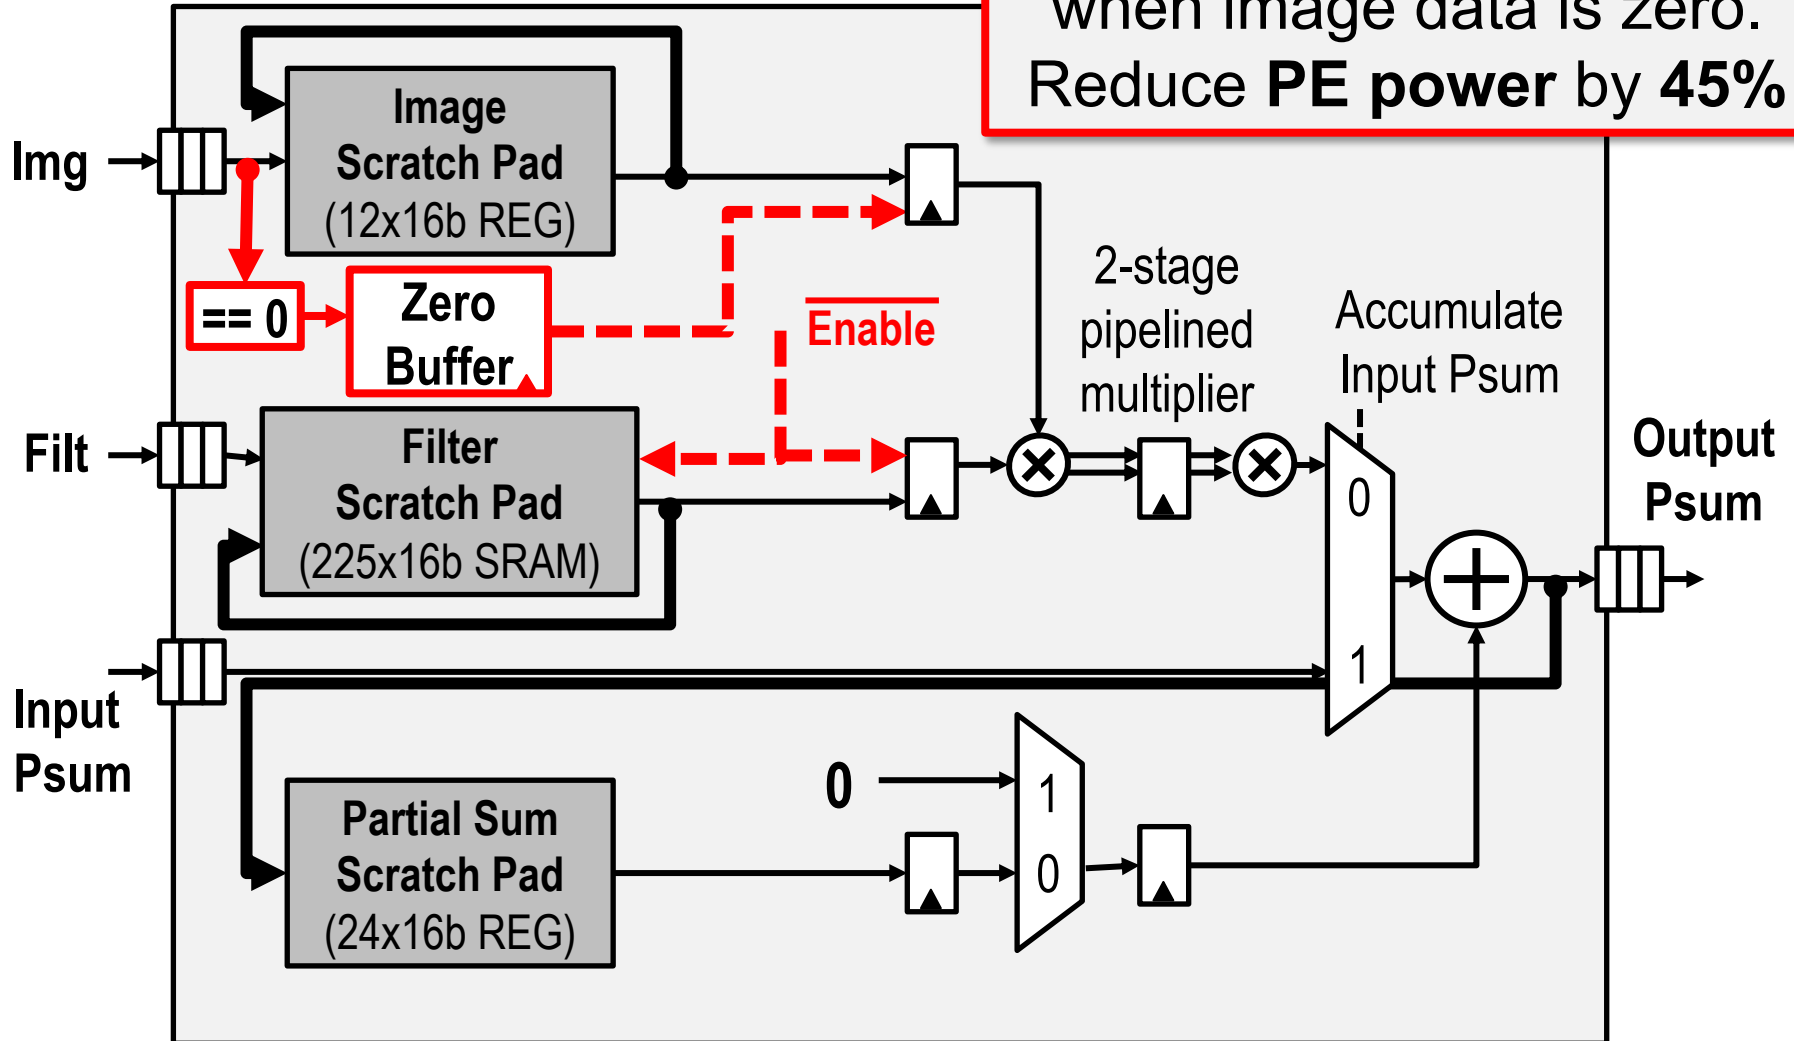 when image data is zero.
Reduce PE power by 45%
Image
Scratch Pad
(12x16b REG)
Img
== 0
Zero
Buffer
Enable
2-stage
pipelined
multiplier
Accumulate
Input Psum
Filt
Filter
Scratch Pad
(225x16b SRAM)
0
1
Output
Psum
Input
Psum
0
1
0
Partial Sum
Scratch Pad
(24x16b REG)